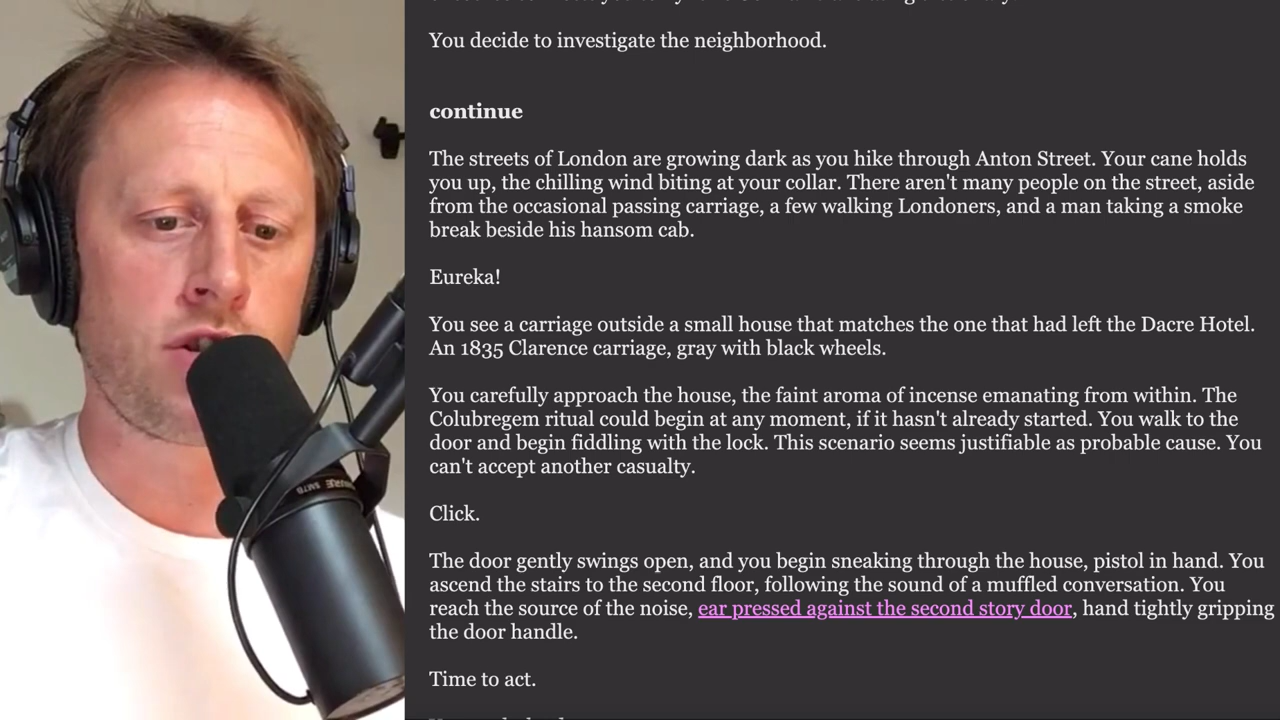 You decide to investigate the neighborhood.
continue
The streets of London are growing dark as you hike through Anton Street. Your cane holds
you up, the chilling wind biting at your collar. There aren't many people on the street, aside
from the occasional passing carriage, a few walking Londoners, and a man taking a smoke
break beside his hansom cab.
Eureka!
You see a carriage outside a small house that matches the one that had left the Dacre Hotel.
An 1835 Clarence carriage, gray with black wheels.
You carefully approach the house, the faint aroma of incense emanating from within. The
Colubregem ritual could begin at any moment, if it hasn't already started. You walk to the
door and begin fiddling with the lock. This scenario seems justifiable as probable cause. You
can't accept another casualty.
Click.
The door gently swings open, and you begin sneaking through the house, pistol in hand. You
ascend the stairs to the second floor, following the sound of a muffled conversation. You
reach the source of the noise, ear pressed against the second story door, hand tightly gripping
the door handle.
Time to act.
SHURE SM7B